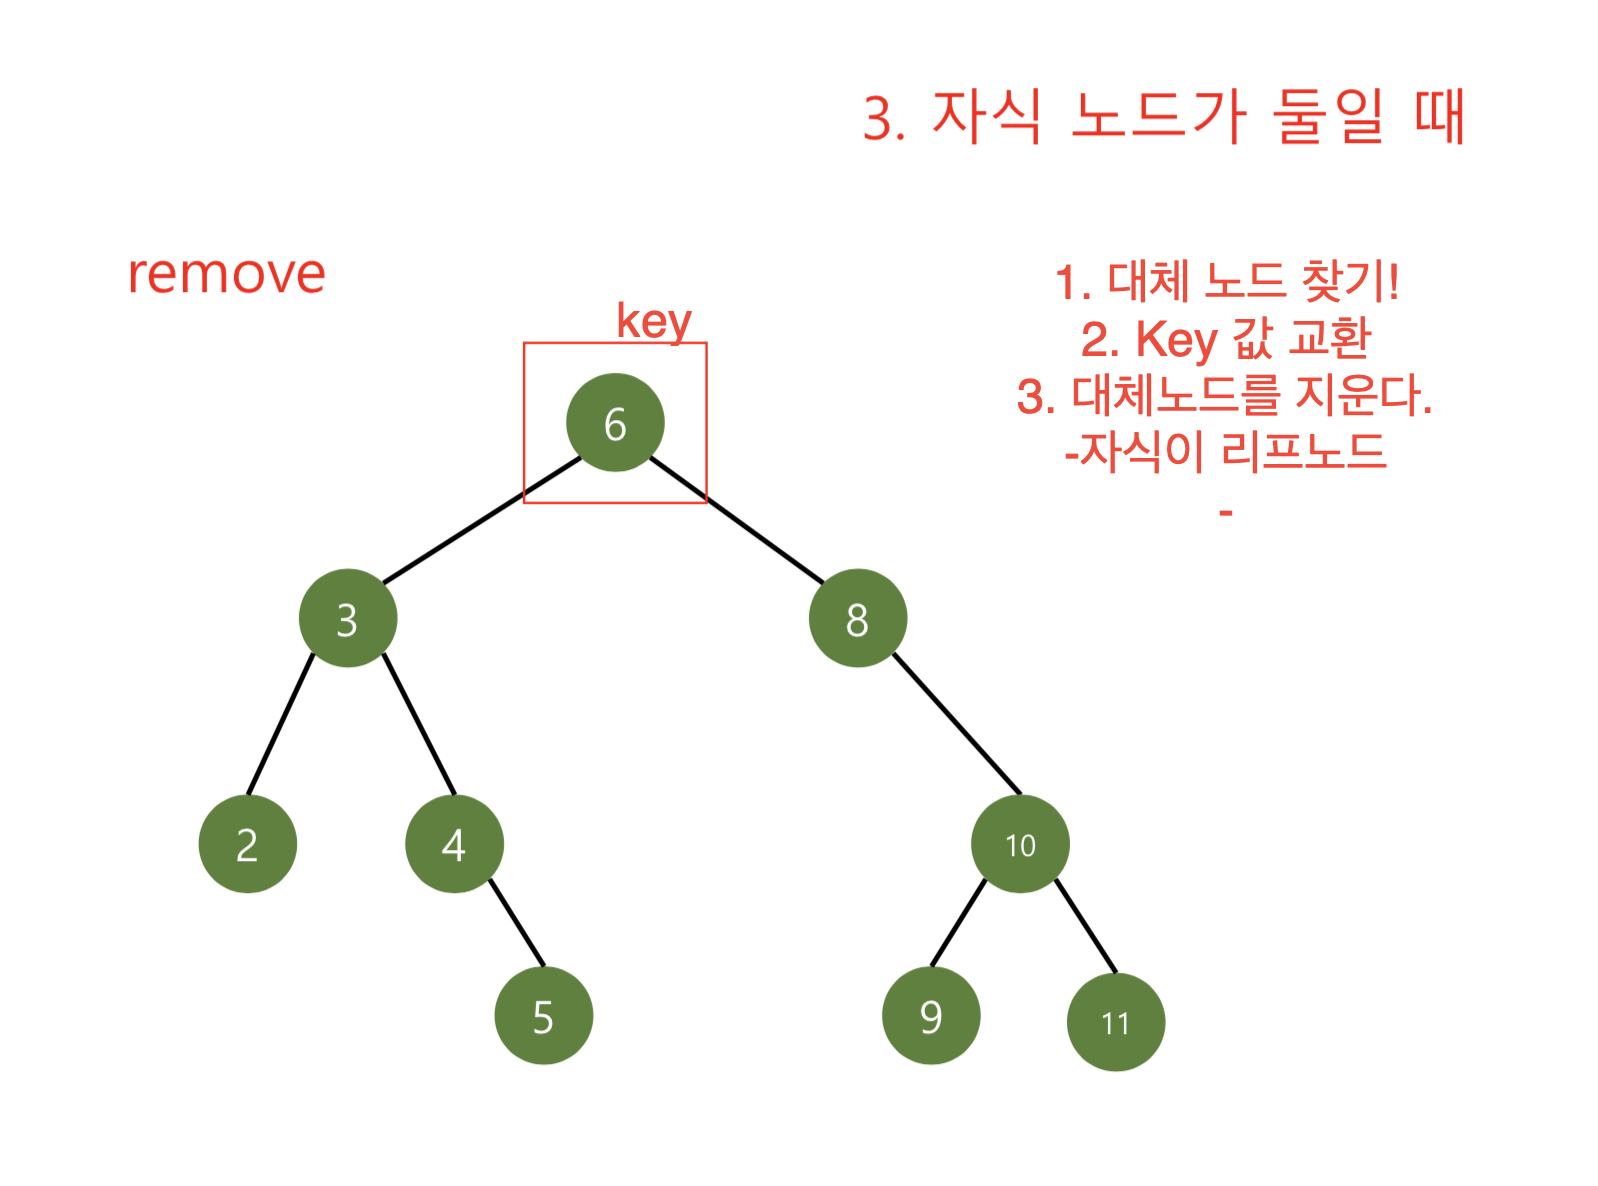 3. 자식 노드가 둘일 때
remove
1. 대체 노드 찾기!
2. Key 값 교환
3. 대체노드를 지운다.
-자식이 리프노드
-
key
6
3
8
2
4
10
5
9
11